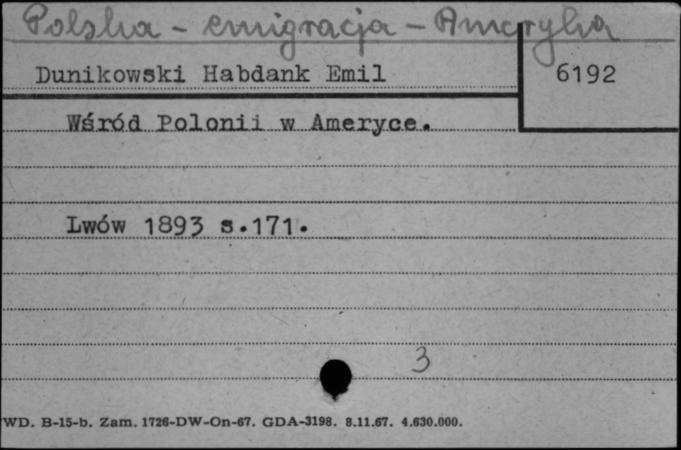 Polska - emigracja - Ameryka
Dunikowski Habdank Emil
6192
Wśród Polonii w Ameryce.
Lwów 1893 s.171.
3
WD. B-15-b. Zam. 1726-DW-On-67. GDA-3198. 8.11.67. 4.630.000.